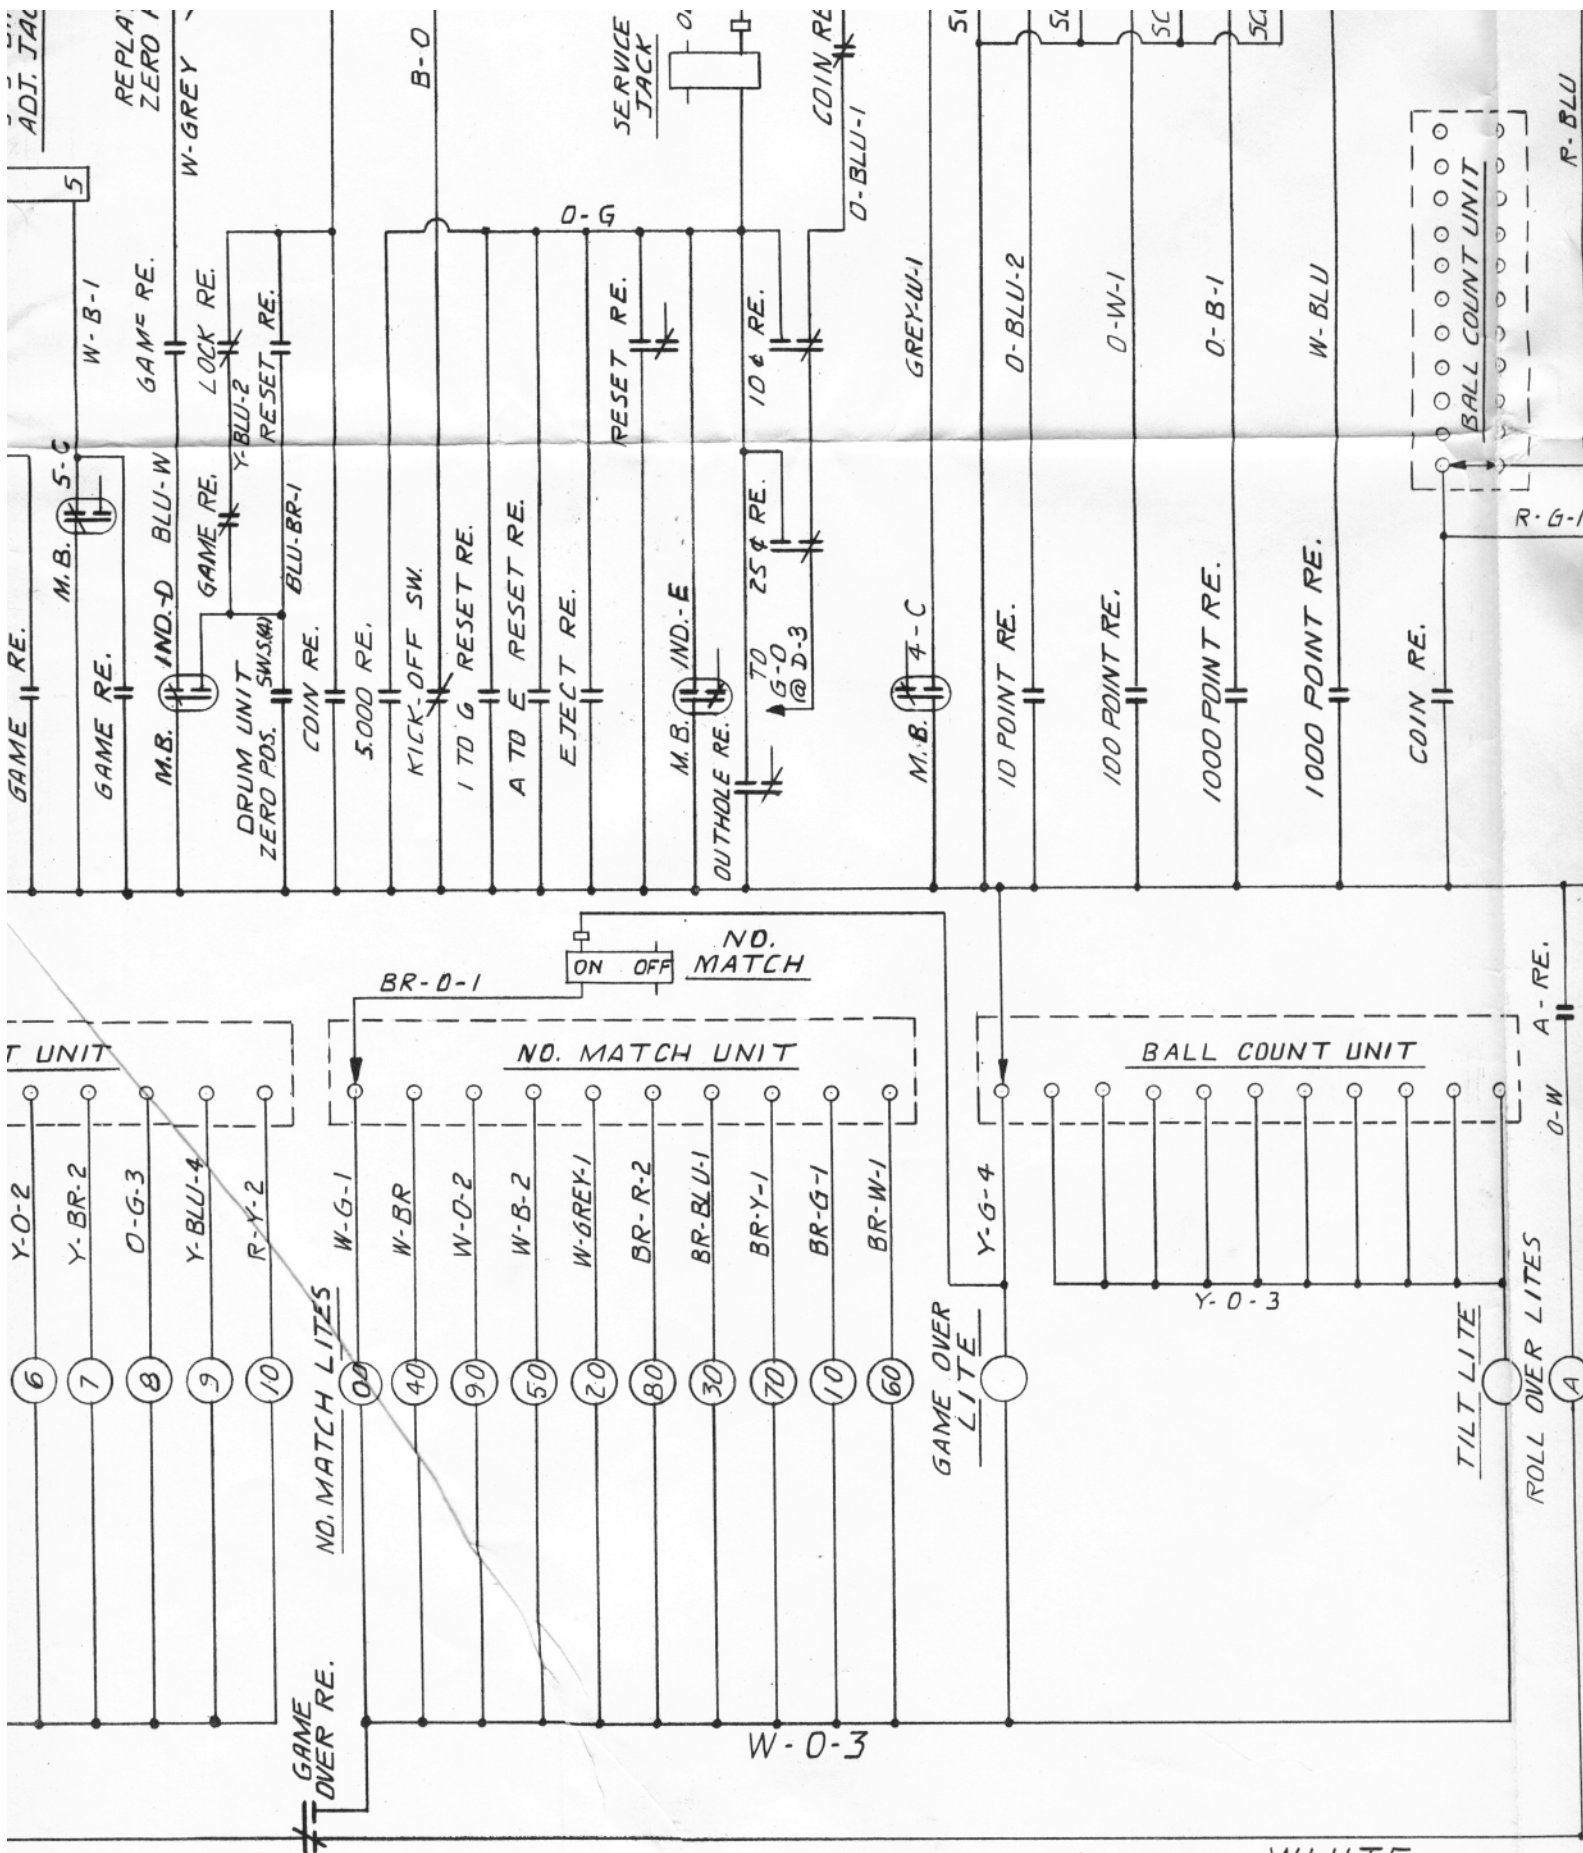 ADJ. JAC
REPLA
ZERO
W-GREY
B-O
SERVICE
JACK
COIN RE
O-BLU-1
SC
SC
SC
R-BLU
5
W-B-1
GAME RE.
LOCK RE.
RESET RE.
Y-BLU-2
O-G
RESET RE.
10¢ RE.
GREY-W-1
O-BLU-2
O-W-1
O-B-1
W-BLU
BALL COUNT UNIT
M.B. 5-C
BLU-W
GAME RE.
BLU-BR-1
25¢ RE.
TO
G-O
@ D-3
R-G-1
GAME RE.
GAME RE.
M.B. IND.-D
DRUM UNIT
ZERO POS. SWS.(4)
COIN RE.
5000 RE.
KICK-OFF SW.
1 TO G RESET RE.
A TO E RESET RE.
EJECT RE.
M.B. IND.-E
OUTHOLE RE.
M.B. 4-C
10 POINT RE.
100 POINT RE.
1000 POINT RE.
1000 POINT RE.
COIN RE.
ON OFF
NO.
MATCH
BR-O-1
A-RE.
T UNIT
NO. MATCH UNIT
BALL COUNT UNIT
O-W
Y-O-2
Y-BR-2
O-G-3
Y-BLU-4
R-Y-2
W-G-1
W-BR
W-O-2
W-B-2
W-GREY-1
BR-R-2
BR-BLU-1
BR-Y-1
BR-G-1
BR-W-1
Y-G-4
Y-O-3
6 7 8 9 10
NO. MATCH LITES
00 40 90 50 20 80 30 70 10 60
GAME OVER
LITE
TILT LITE
ROLL OVER LITES
A
GAME
OVER RE.
W-O-3
WHITE